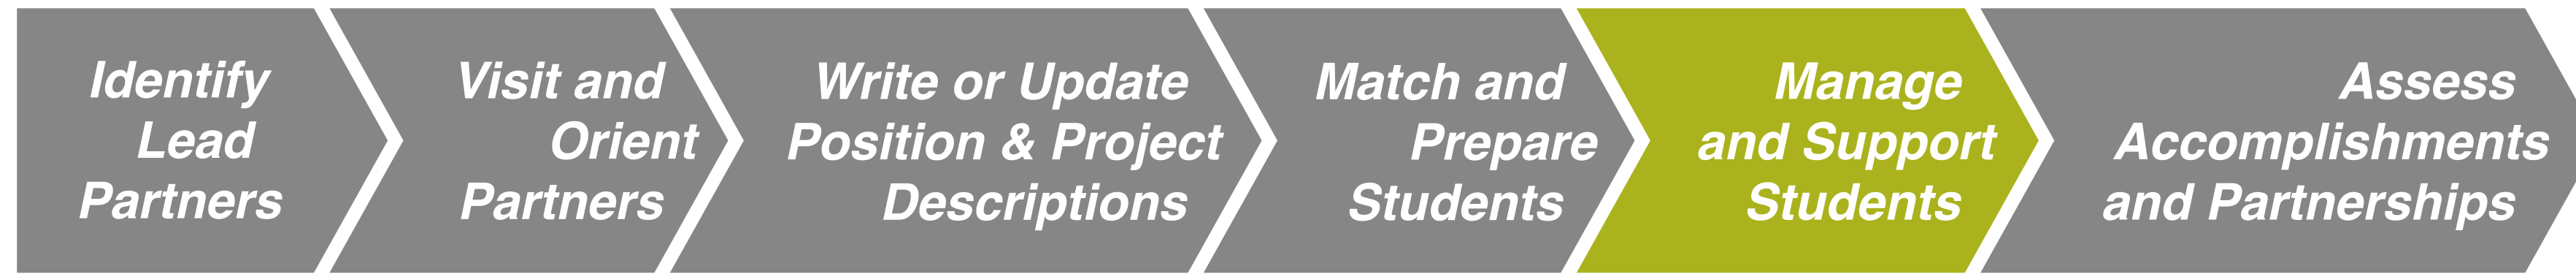 Identify
Lead
Partners
Visit and
Orient
Partners
Write or Update
Position & Project
Descriptions
Match and
Prepare
Students
Manage
and Support
Students
Assess
Accomplishments
and Partnerships